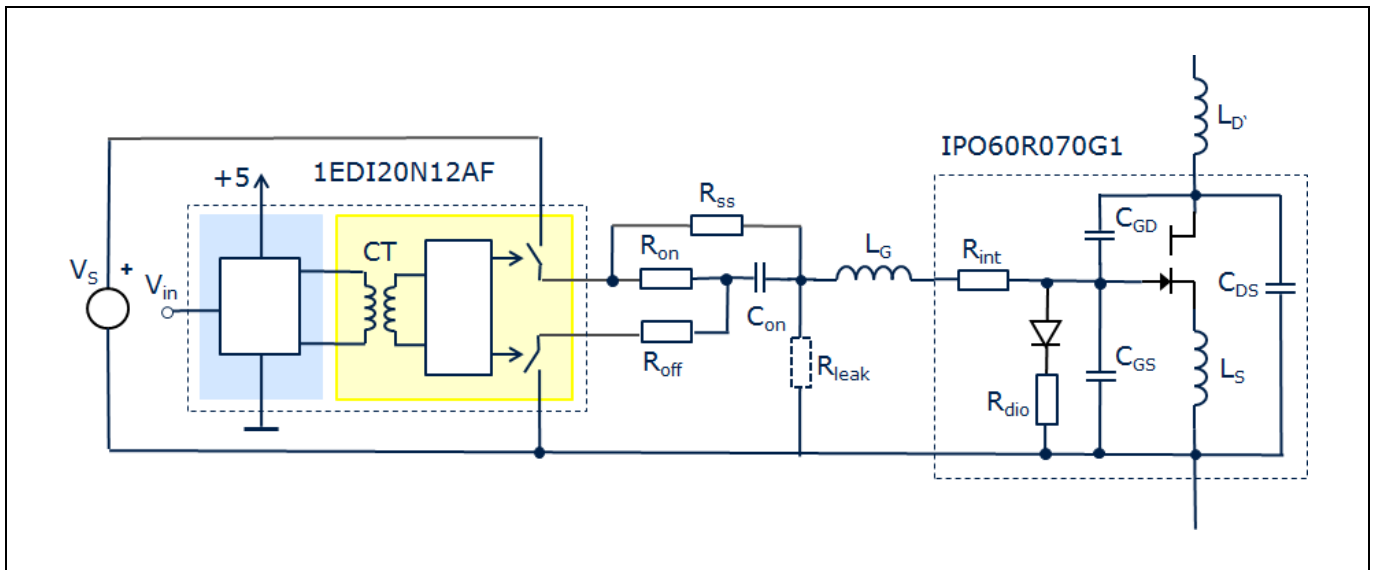 L_D`
IPO60R070G1
1EDI20N12AF
+5
R_ss
C_GD
CT
R_on
L_G
R_int
V_S +
V_in
C_DS
C_on
R_off
R_leak
C_GS
L_S
R_dio